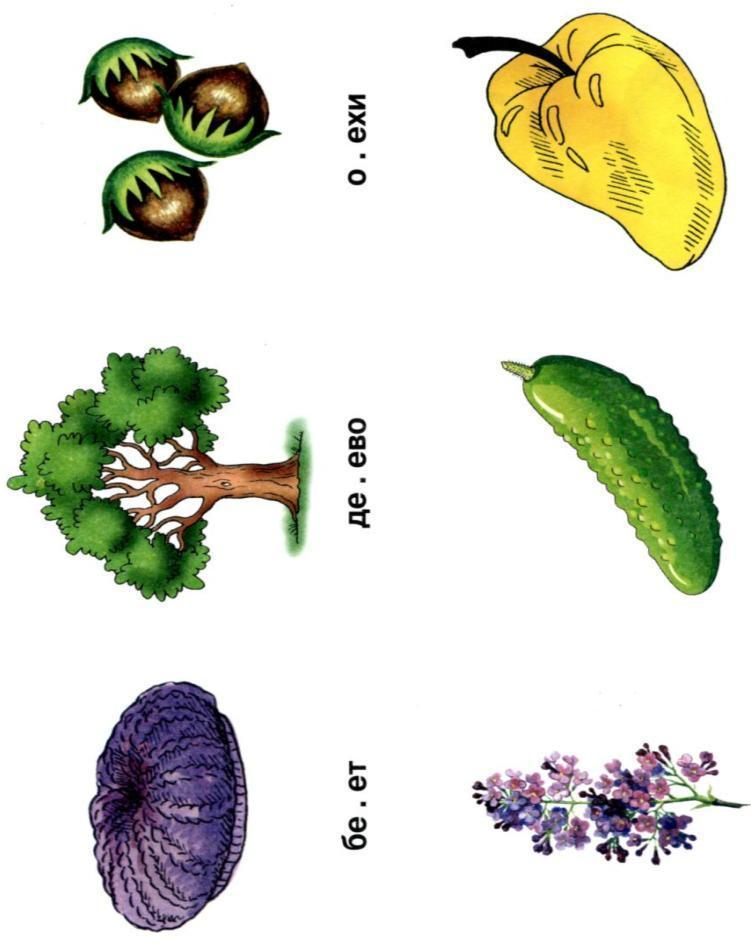 бе . ет
де . ево
о . ехи